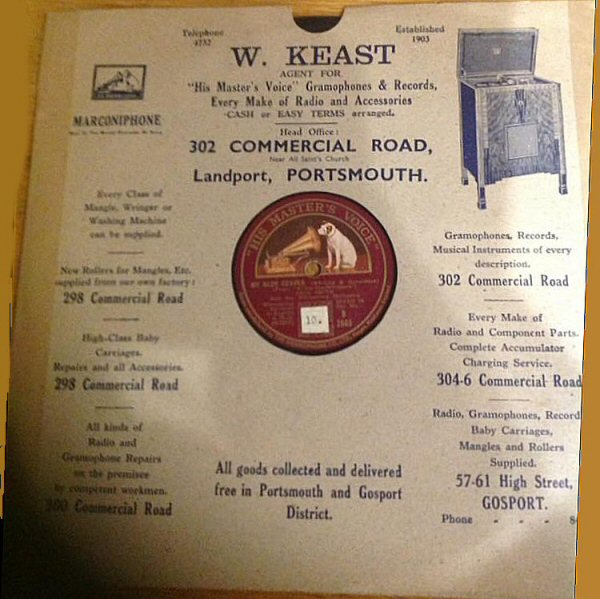 Telephone
4732
Established
1903
W. KEAST
AGENT FOR
"His Master's Voice" Gramophones & Records,
Every Make of Radio and Accessories
CASH or EASY TERMS arranged.
Head Office:
302 COMMERCIAL ROAD,
Near All Saint's Church
Landport, PORTSMOUTH.
MARCONIPHONE
Every Class of
Mangle, Wringer or
Washing Machine
can be supplied.
New Rollers for Mangles, Etc.
supplied from our own factory:
298 Commercial Road
High-Class Baby
Carriages.
Repairs and all Accessories.
298 Commercial Road
All kinds of
Radio and
Gramophone Repairs
on the premises
by competent workmen.
300 Commercial Road
"HIS MASTER'S VOICE"
10.
B
Gramophones, Records,
Musical Instruments of every
description.
302 Commercial Road
Every Make of
Radio and Component Parts.
Complete Accumulator
Charging Service.
304-6 Commercial Road
Radio, Gramophones, Record
Baby Carriages,
Mangles and Rollers
Supplied.
57-61 High Street,
GOSPORT.
Phone - - -
All goods collected and delivered
free in Portsmouth and Gosport
District.